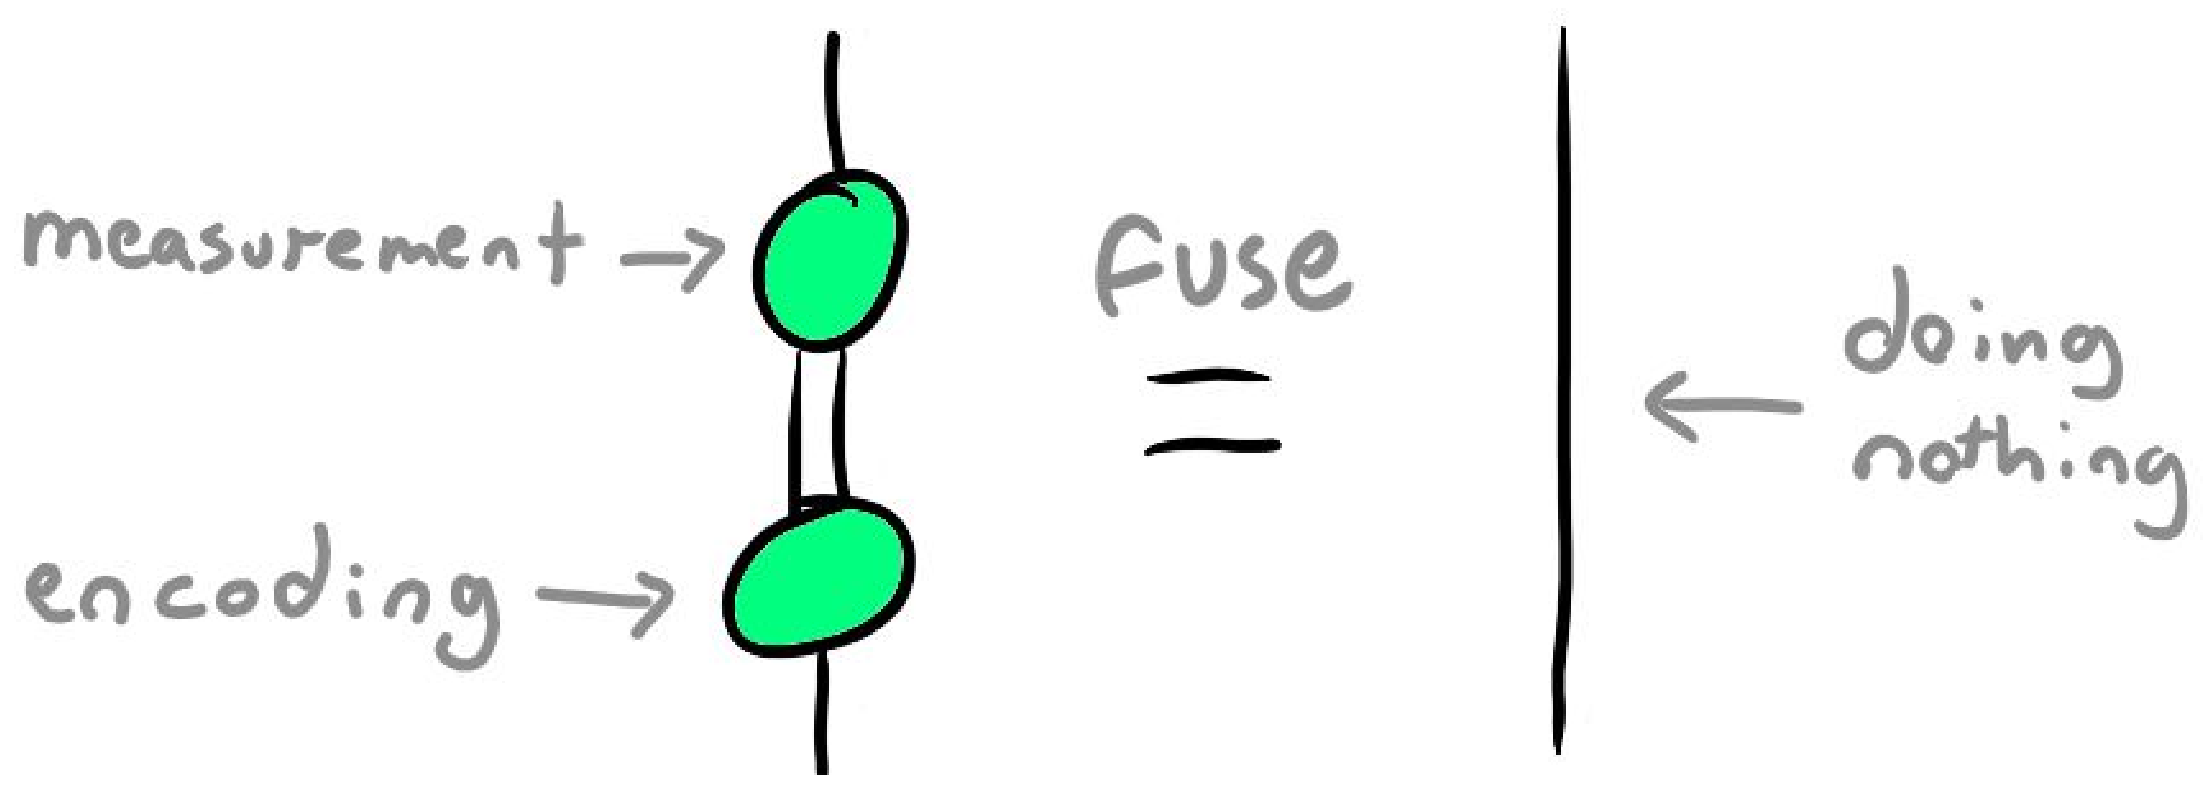 measurement →
fuse
=
doing
←
nothing
encoding →